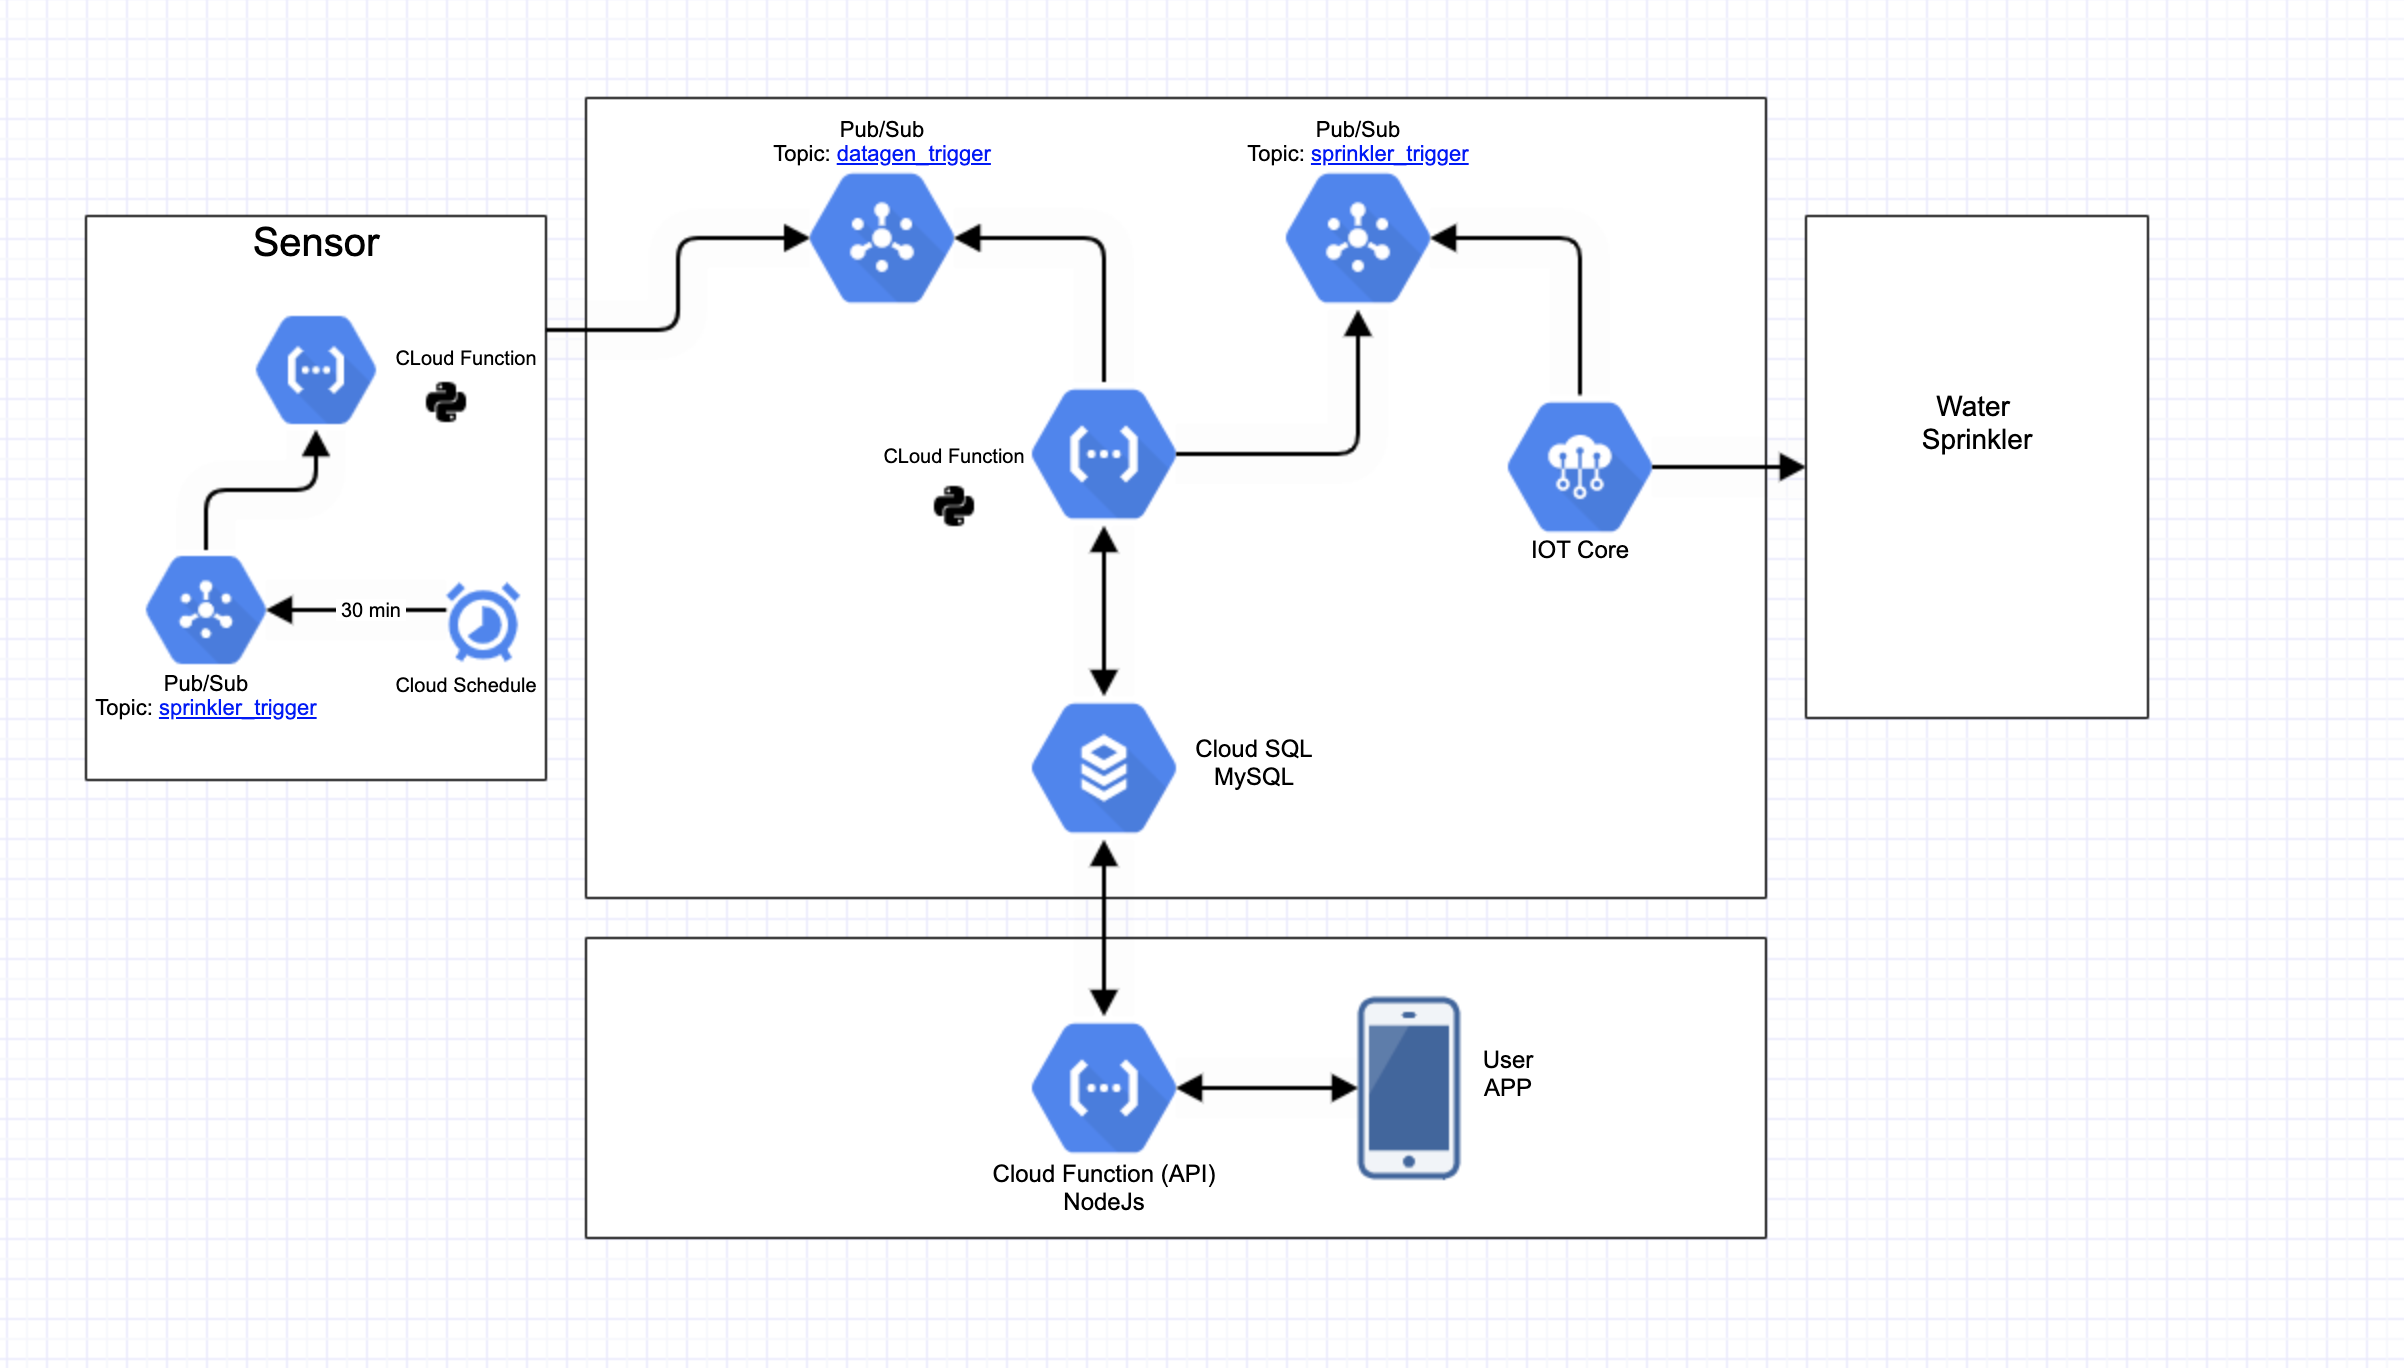 Sensor
CLoud Function
30 min
Pub/Sub
Topic: sprinkler_trigger
Cloud Schedule
Pub/Sub
Topic: datagen_trigger
Pub/Sub
Topic: sprinkler_trigger
CLoud Function
IOT Core
Cloud SQL
MySQL
Water
Sprinkler
Cloud Function (API)
NodeJs
User
APP